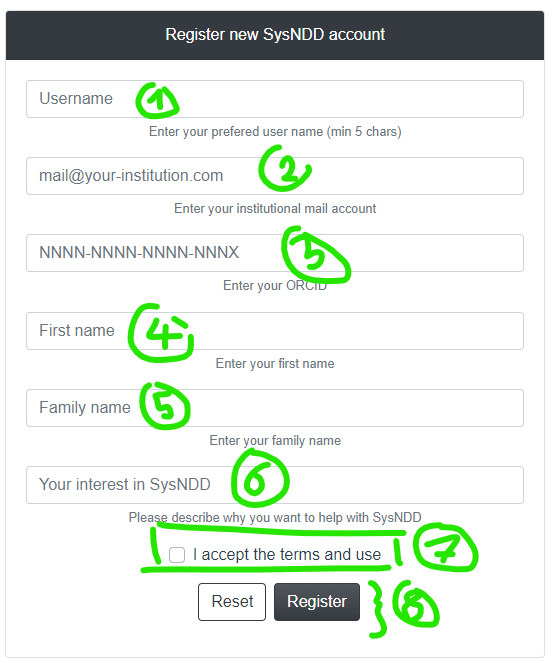 Register new SysNDD account
Username 1
Enter your prefered user name (min 5 chars)
mail@your-institution.com 2
Enter your institutional mail account
NNNN-NNNN-NNNN-NNNX 3
Enter your ORCID
First name 4
Enter your first name
Family name 5
Enter your family name
Your interest in SysNDD 6
Please describe why you want to help with SysNDD
I accept the terms and use 7
Reset Register 8